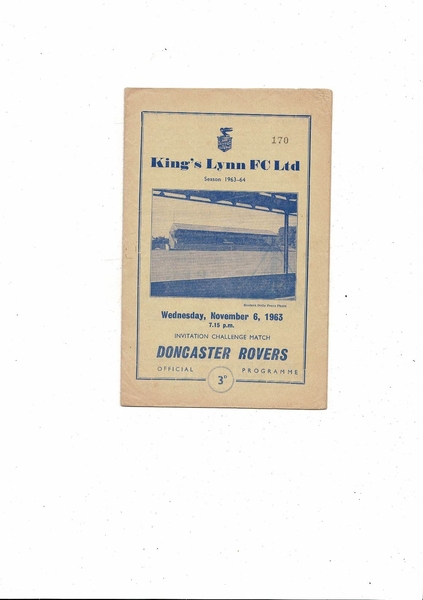 170
King's Lynn FC Ltd
Season 1963-64
Wednesday, November 6, 1963
7.15 p.m.
INVITATION CHALLENGE MATCH
DONCASTER ROVERS
OFFICIAL PROGRAMME
3D